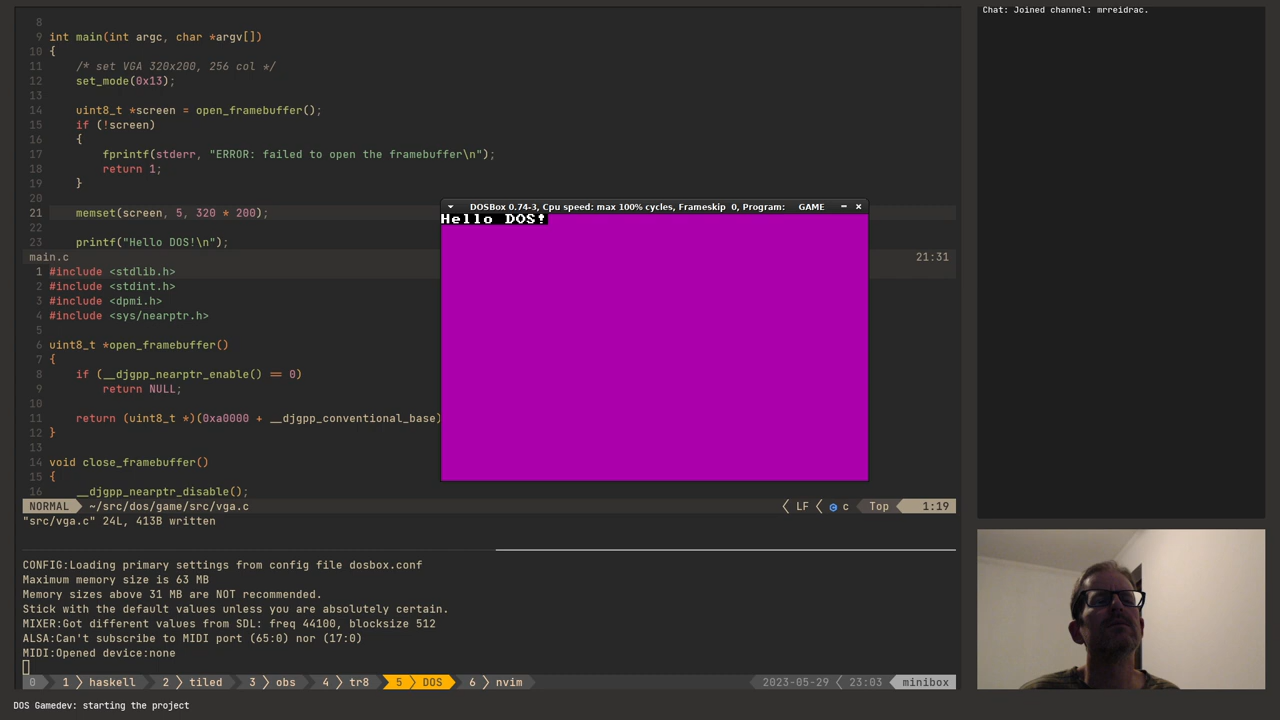 Chat: Joined channel: mrreidrac.
8
9 int main(int argc, char *argv[])
10 {
11 /* set VGA 320x200, 256 col */
12 set_mode(0x13);
13
14 uint8_t *screen = open_framebuffer();
15 if (!screen)
16 {
17 fprintf(stderr, "ERROR: failed to open the framebuffer\n");
18 return 1;
19 }
20
21 memset(screen, 5, 320 * 200);
22
23 printf("Hello DOS!\n");
main.c 21:31
DOSBox 0.74-3, Cpu speed: max 100% cycles, Frameskip 0, Program: GAME
Hello DOS!
1 #include <stdlib.h>
2 #include <stdint.h>
3 #include <dpmi.h>
4 #include <sys/nearptr.h>
5
6 uint8_t *open_framebuffer()
7 {
8 if (__djgpp_nearptr_enable() == 0)
9 return NULL;
10
11 return (uint8_t *)(0xa0000 + __djgpp_conventional_base)
12 }
13
14 void close_framebuffer()
15 {
16 __djgpp_nearptr_disable();
NORMAL ~/src/dos/game/src/vga.c LF c Top 1:19
"src/vga.c" 24L, 413B written
CONFIG:Loading primary settings from config file dosbox.conf
Maximum memory size is 63 MB
Memory sizes above 31 MB are NOT recommended.
Stick with the default values unless you are absolutely certain.
MIXER:Got different values from SDL: freq 44100, blocksize 512
ALSA:Can't subscribe to MIDI port (65:0) nor (17:0)
MIDI:Opened device:none
0 1 haskell 2 tiled 3 obs 4 tr8 5 DOS 6 nvim 2023-05-29 23:03 minibox
DOS Gamedev: starting the project